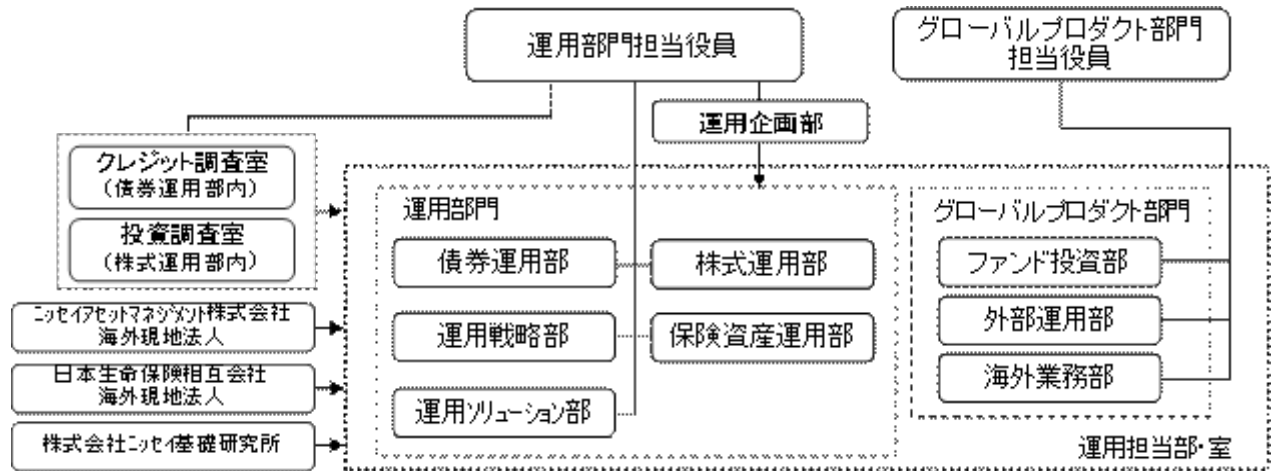 運用部門担当役員
グローバルプロダクト部門
担当役員
運用企画部
クレジット調査室
(債券運用部内)
投資調査室
(株式運用部内)
運用部門
債券運用部
株式運用部
運用戦略部
保険資産運用部
運用ソリューション部
グローバルプロダクト部門
ファンド投資部
外部運用部
海外業務部
ニッセイアセットマネジメント株式会社
海外現地法人
日本生命保険相互会社
海外現地法人
株式会社ニッセイ基礎研究所
運用担当部・室